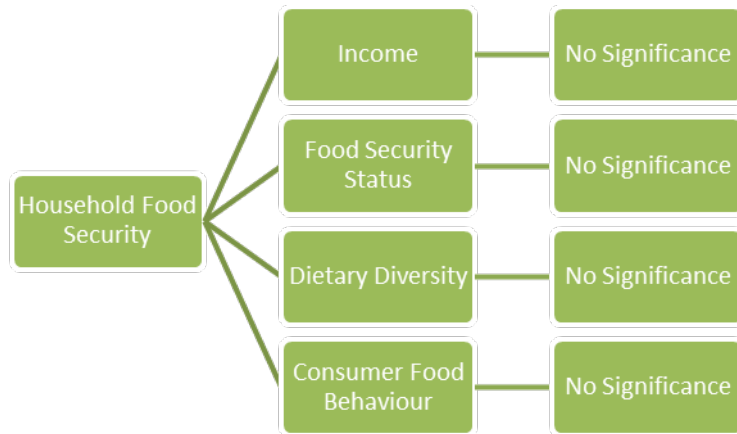 Household Food
Security
Income
No Significance
Food Security
Status
No Significance
Dietary Diversity
No Significance
Consumer Food
Behaviour
No Significance